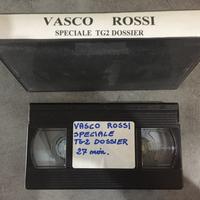 VASCO ROSSI
SPECIALE TG2 DOSSIER
VASCO ROSSI
SPECIALE
TG2 DOSSIER
27 min.